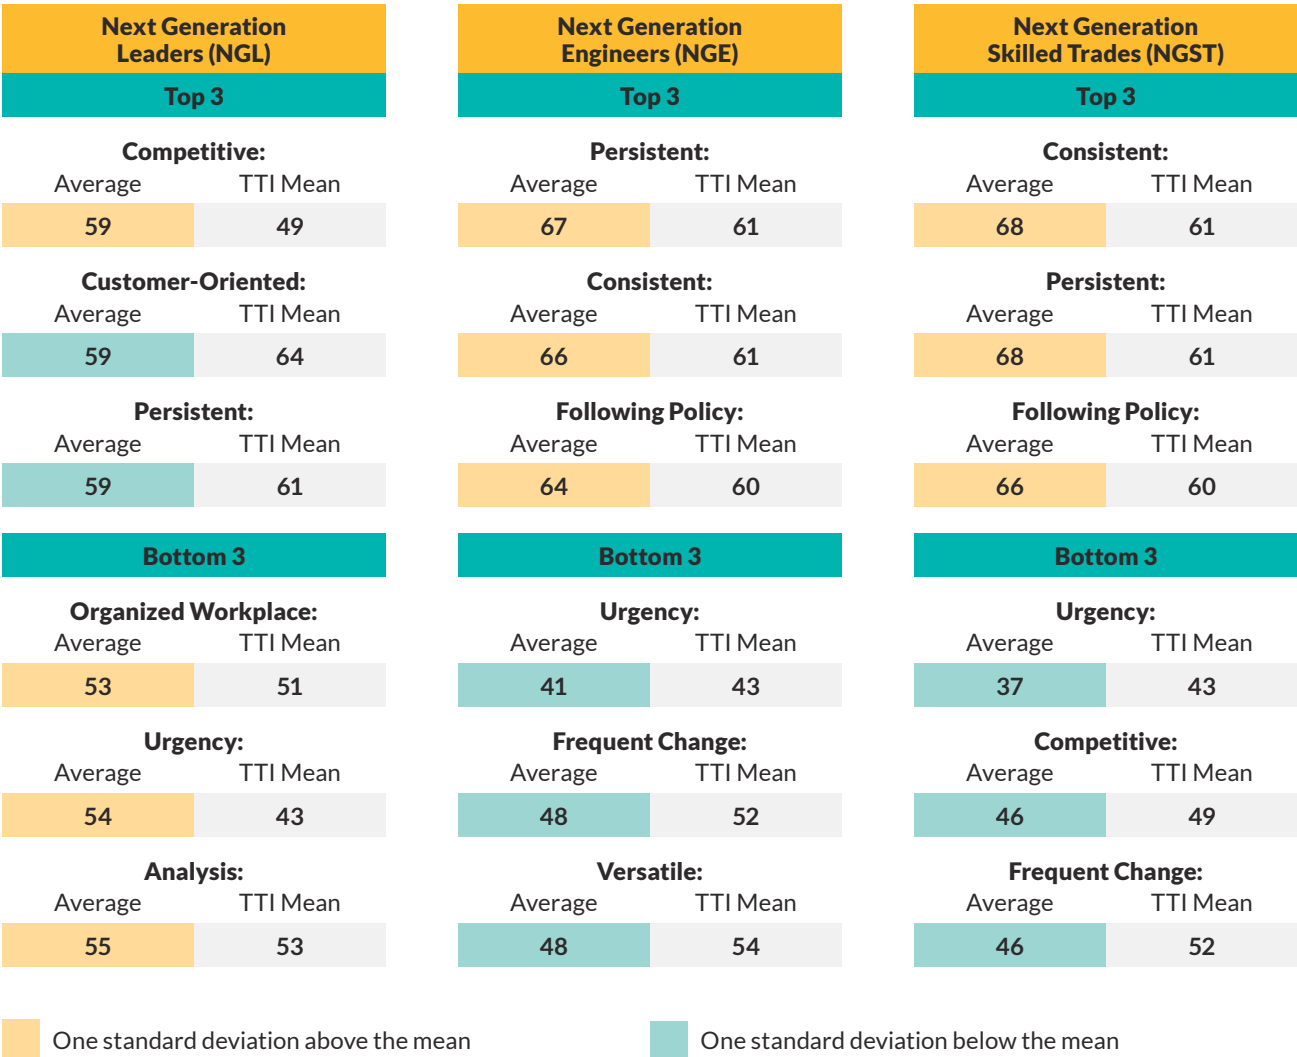 Next Generation
Leaders (NGL)
Top 3
Competitive:
Average TTI Mean
59 49
Customer-Oriented:
Average TTI Mean
59 64
Persistent:
Average TTI Mean
59 61
Bottom 3
Organized Workplace:
Average TTI Mean
53 51
Urgency:
Average TTI Mean
54 43
Analysis:
Average TTI Mean
55 53
Next Generation
Engineers (NGE)
Top 3
Persistent:
Average TTI Mean
67 61
Consistent:
Average TTI Mean
66 61
Following Policy:
Average TTI Mean
64 60
Bottom 3
Urgency:
Average TTI Mean
41 43
Frequent Change:
Average TTI Mean
48 52
Versatile:
Average TTI Mean
48 54
Next Generation
Skilled Trades (NGST)
Top 3
Consistent:
Average TTI Mean
68 61
Persistent:
Average TTI Mean
68 61
Following Policy:
Average TTI Mean
66 60
Bottom 3
Urgency:
Average TTI Mean
37 43
Competitive:
Average TTI Mean
46 49
Frequent Change:
Average TTI Mean
46 52
One standard deviation above the mean
One standard deviation below the mean